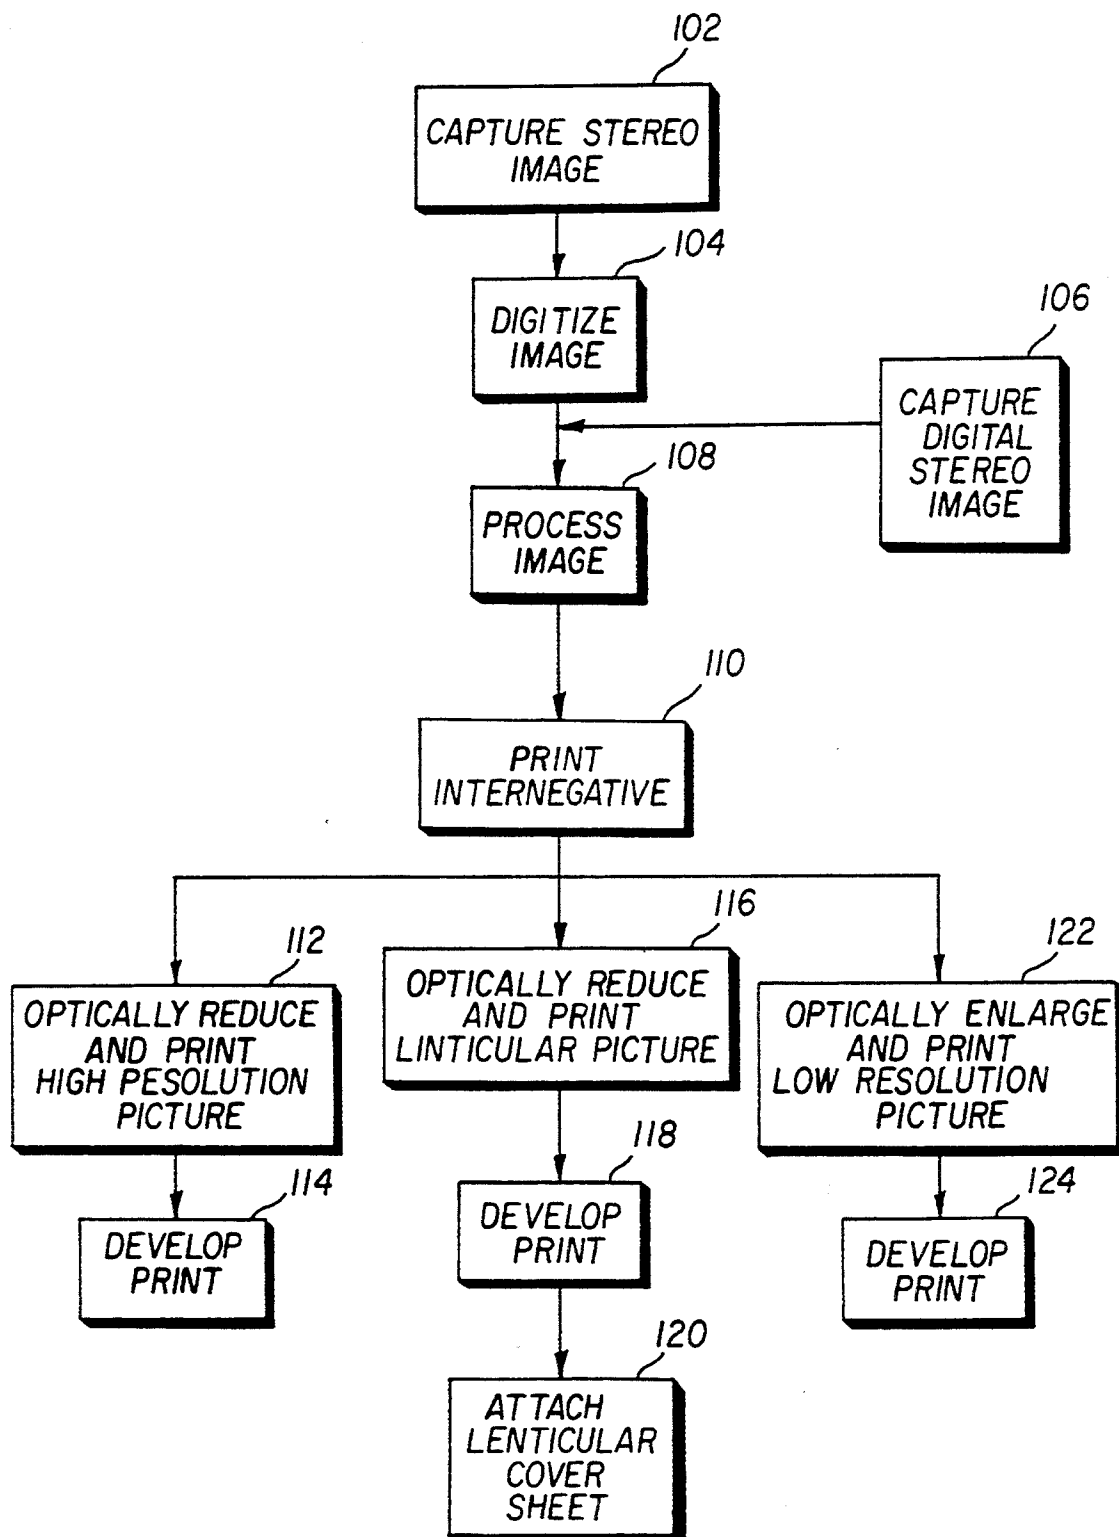 102
CAPTURE STEREO
IMAGE
104
DIGITIZE
IMAGE
106
CAPTURE
DIGITAL
STEREO
IMAGE
108
PROCESS
IMAGE
110
PRINT
INTERNEGATIVE
112
OPTICALLY REDUCE
AND PRINT
HIGH PESOLUTION
PICTURE
116
OPTICALLY REDUCE
AND PRINT
LINTICULAR PICTURE
122
OPTICALLY ENLARGE
AND PRINT
LOW RESOLUTION
PICTURE
114
DEVELOP
PRINT
118
DEVELOP
PRINT
124
DEVELOP
PRINT
120
ATTACH
LENTICULAR
COVER
SHEET